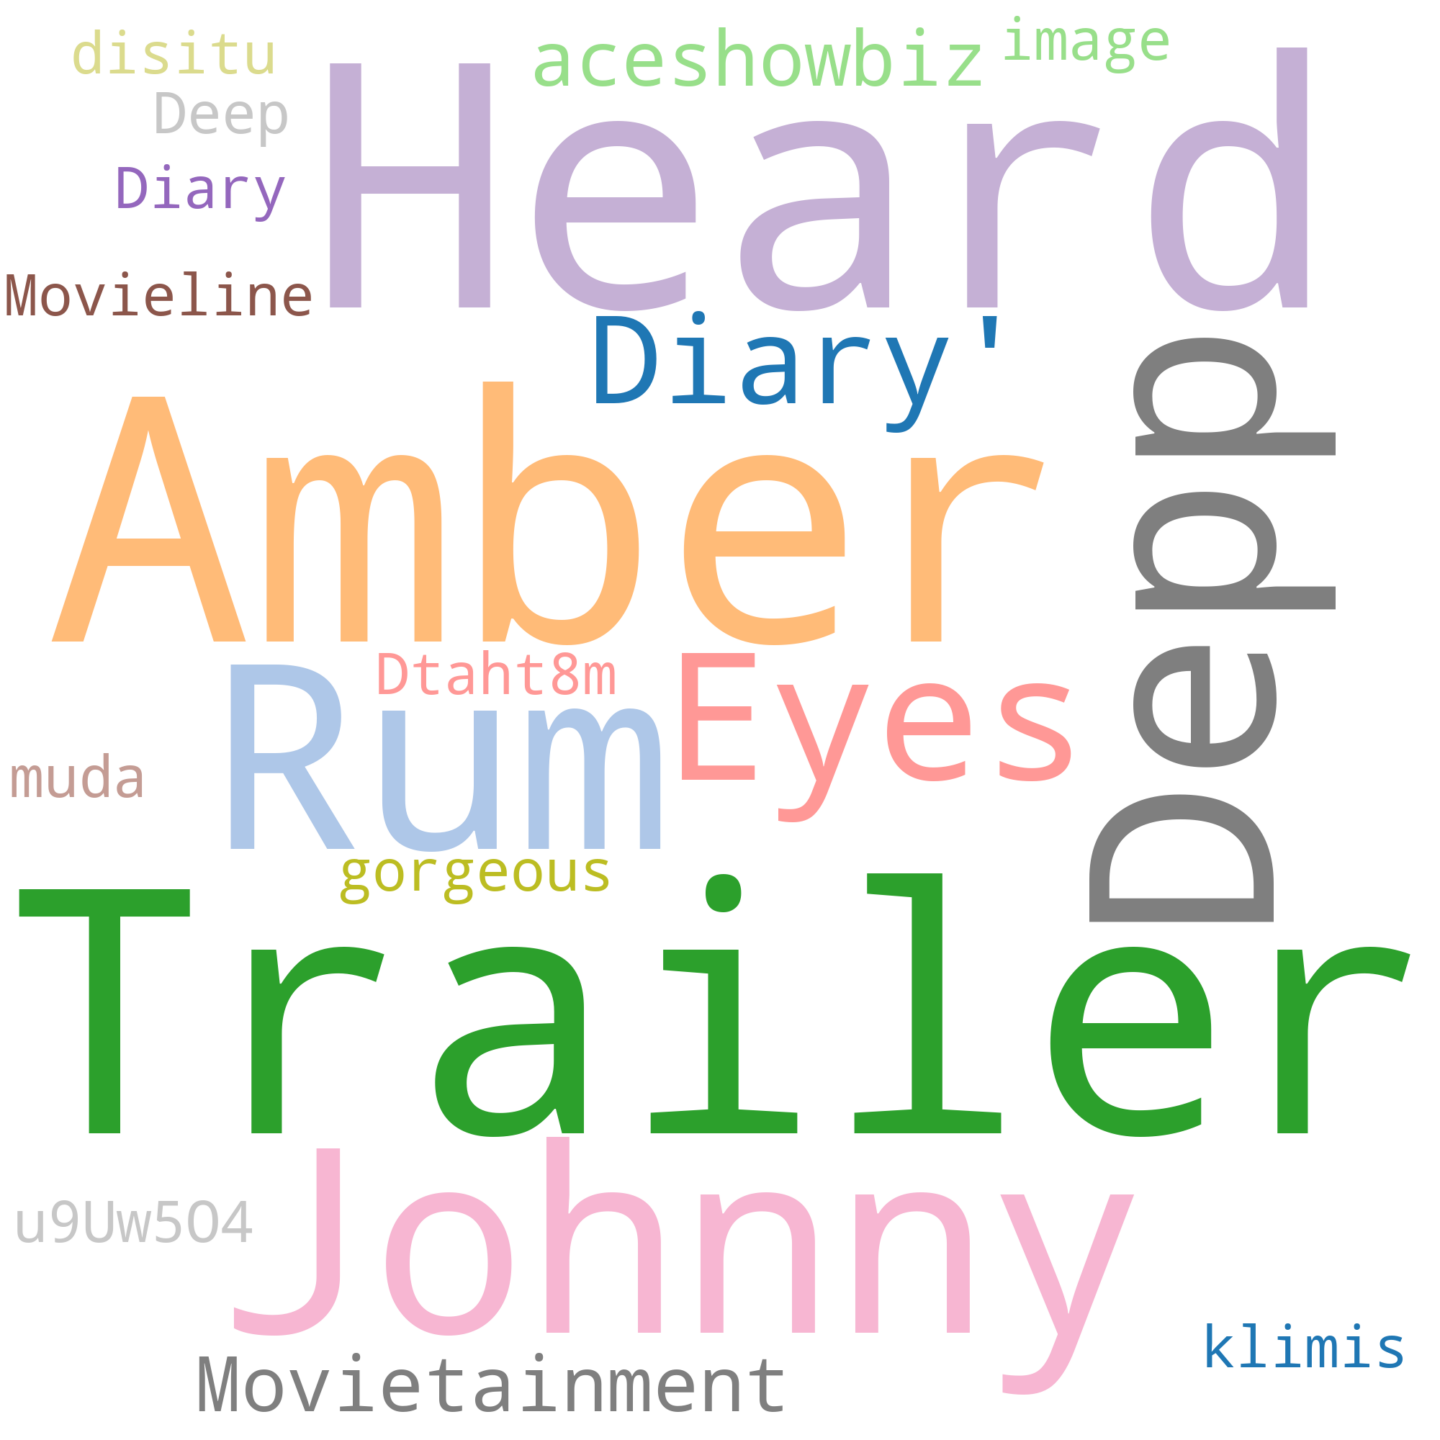 disitu
aceshowbiz
image
Heard
Deep
Diary
Movieline
Diary'
Depp
Amber
Rum
Dtaht8m
Eyes
muda
gorgeous
Trailer
Johnny
u9Uw5O4
Movietainment
klimis